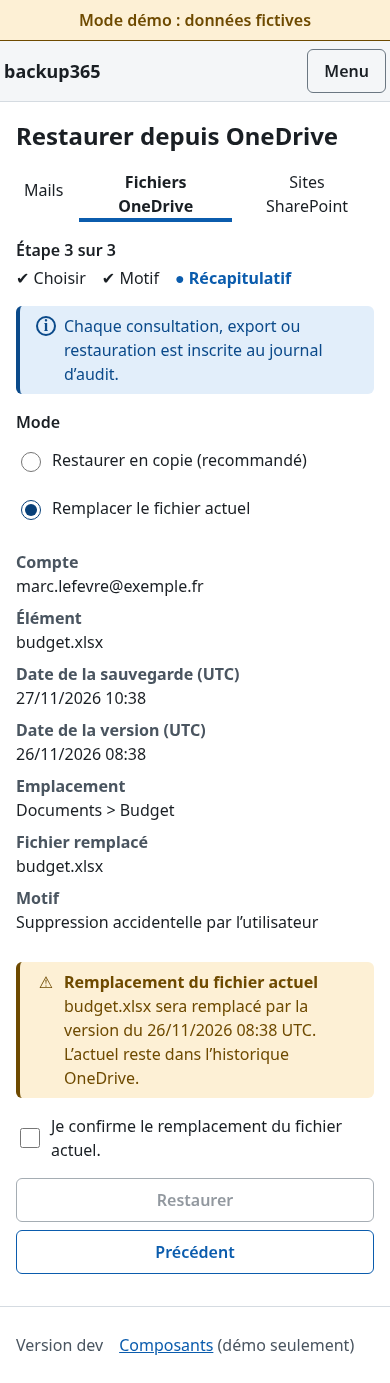 Mode démo : données fictives
backup365
Menu
Restaurer depuis OneDrive
Mails
Fichiers
OneDrive
Sites
SharePoint
Étape 3 sur 3
✔ Choisir ✔ Motif ● Récapitulatif
Chaque consultation, export ou
restauration est inscrite au journal
d’audit.
Mode
Restaurer en copie (recommandé)
Remplacer le fichier actuel
Compte
marc.lefevre@exemple.fr
Élément
budget.xlsx
Date de la sauvegarde (UTC)
27/11/2026 10:38
Date de la version (UTC)
26/11/2026 08:38
Emplacement
Documents > Budget
Fichier remplacé
budget.xlsx
Motif
Suppression accidentelle par l’utilisateur
⚠ Remplacement du fichier actuel
budget.xlsx sera remplacé par la
version du 26/11/2026 08:38 UTC.
L’actuel reste dans l’historique
OneDrive.
Je confirme le remplacement du fichier
actuel.
Restaurer
Précédent
Version dev Composants (démo seulement)